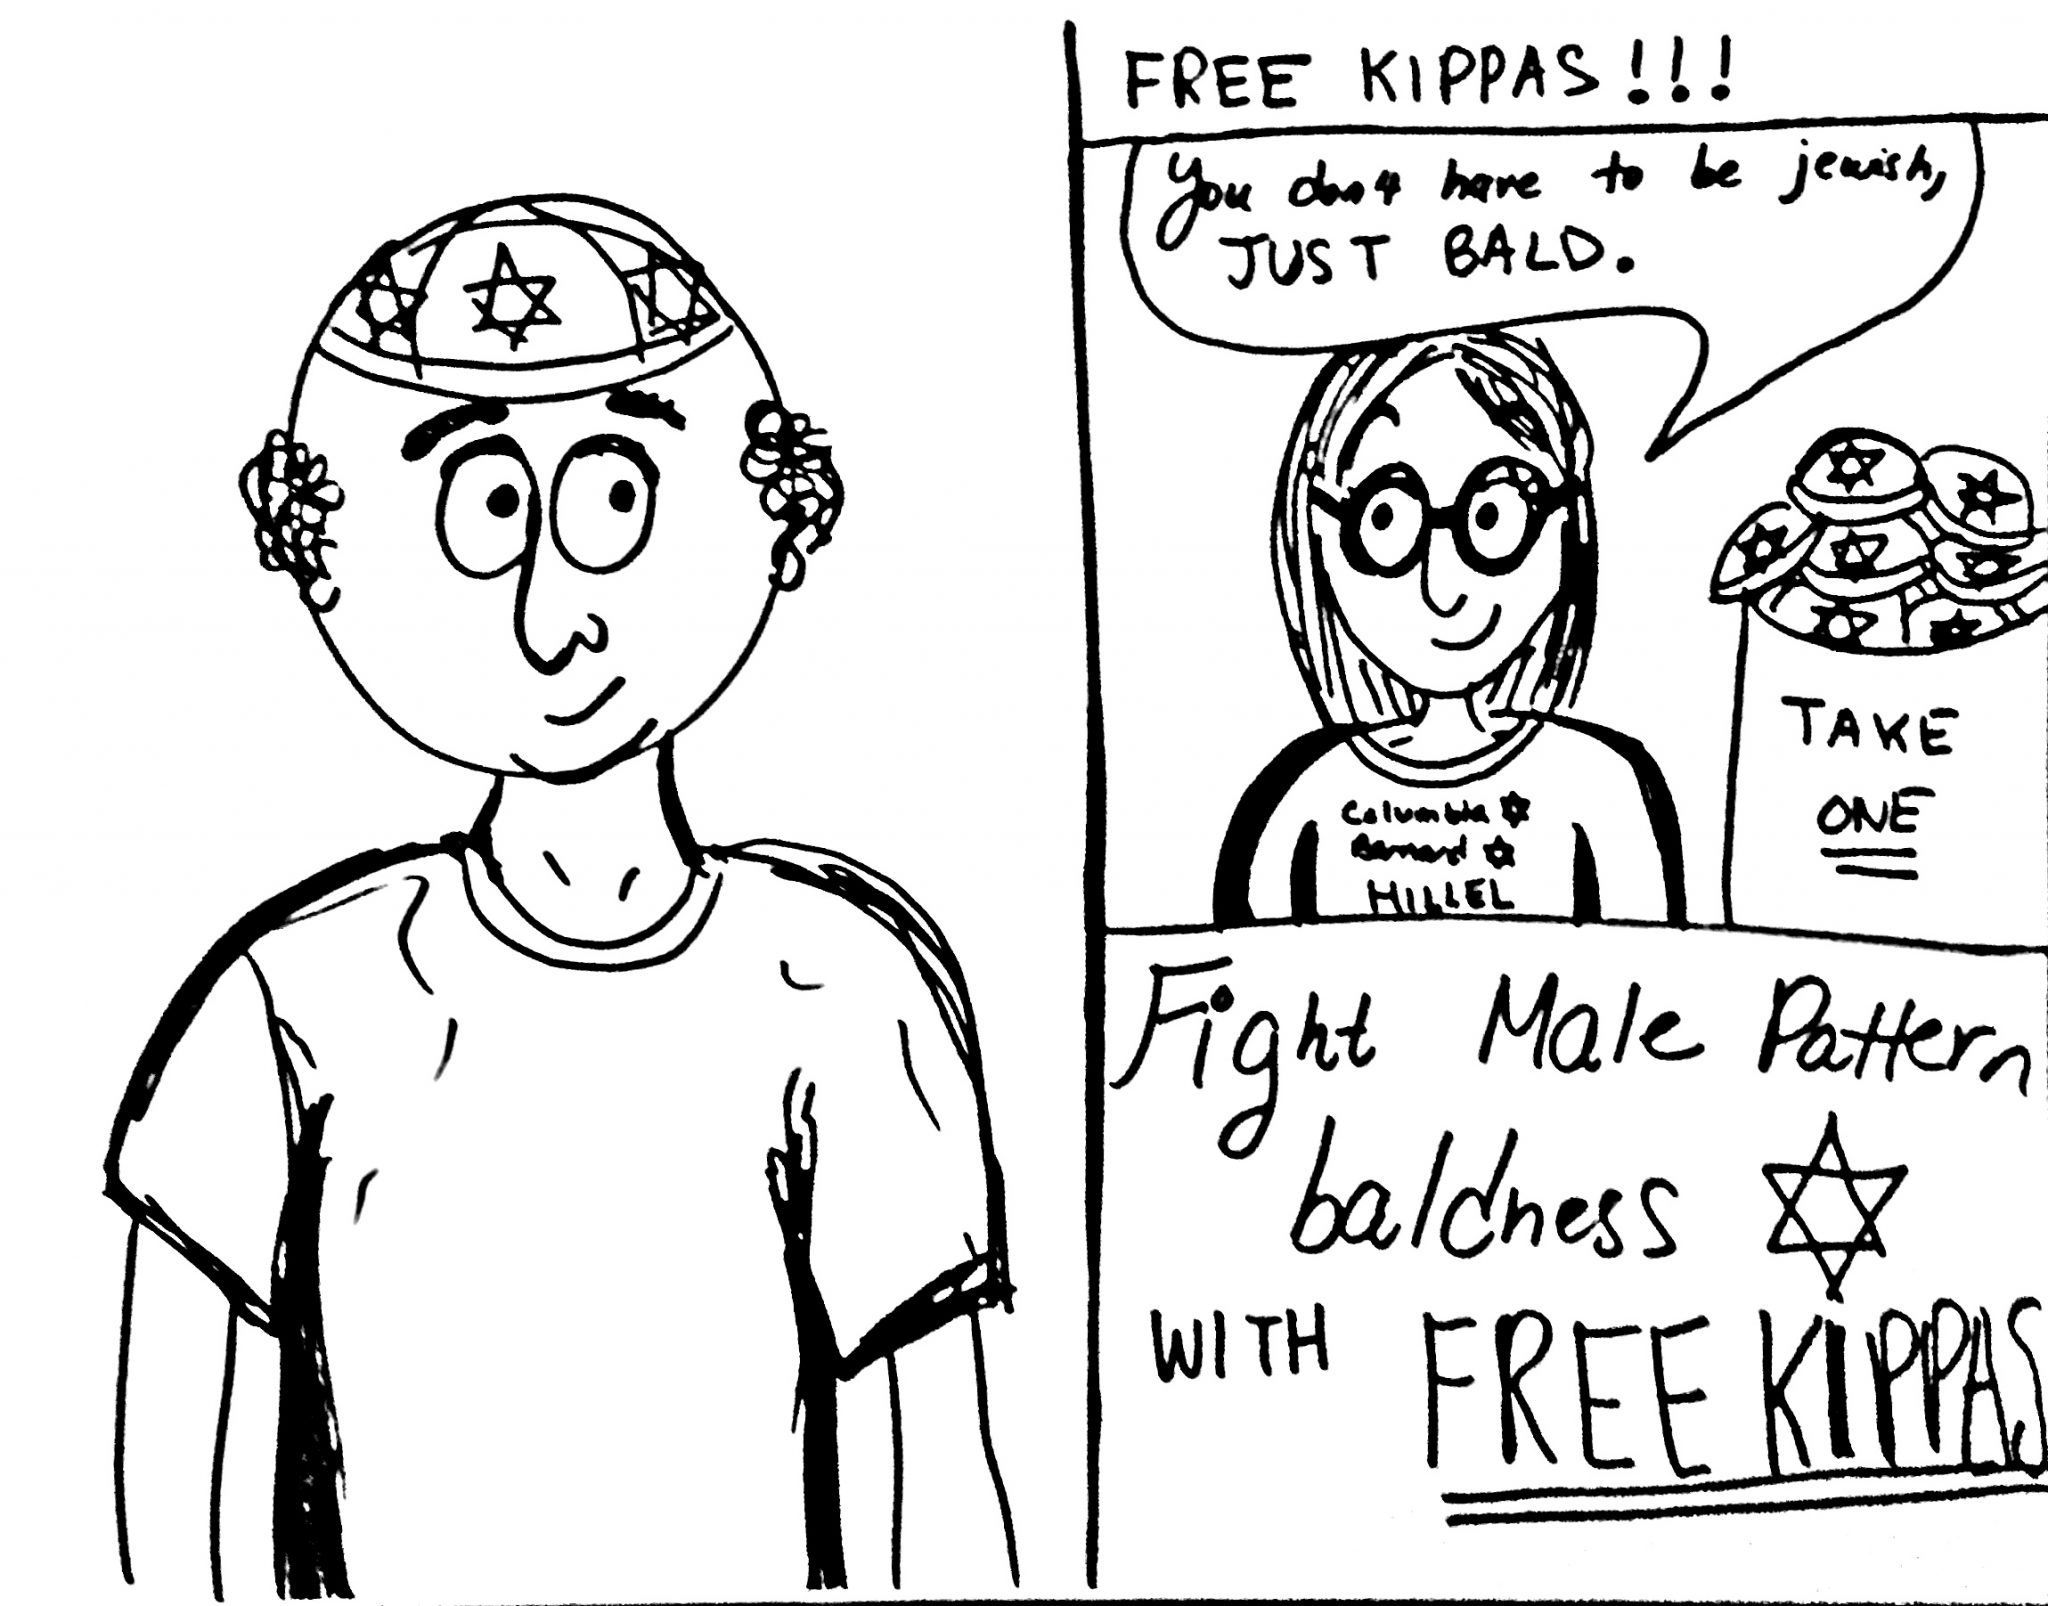 FREE KIPPAS!!!
You don't have to be jewish,
JUST BALD.
Columbia
Barnard
HILLEL
TAKE
ONE
Fight Male Pattern
baldness
WITH FREE KIPPAS